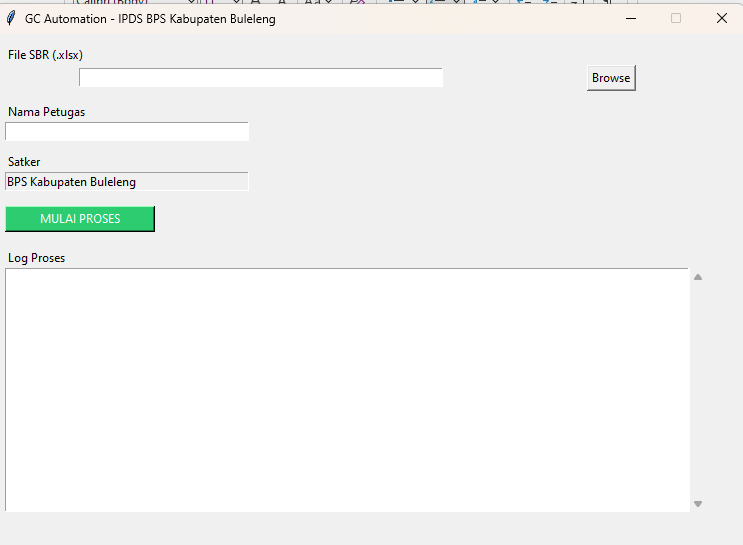 GC Automation - IPDS BPS Kabupaten Buleleng
File SBR (.xlsx)
Browse
Nama Petugas
Satker
BPS Kabupaten Buleleng
MULAI PROSES
Log Proses